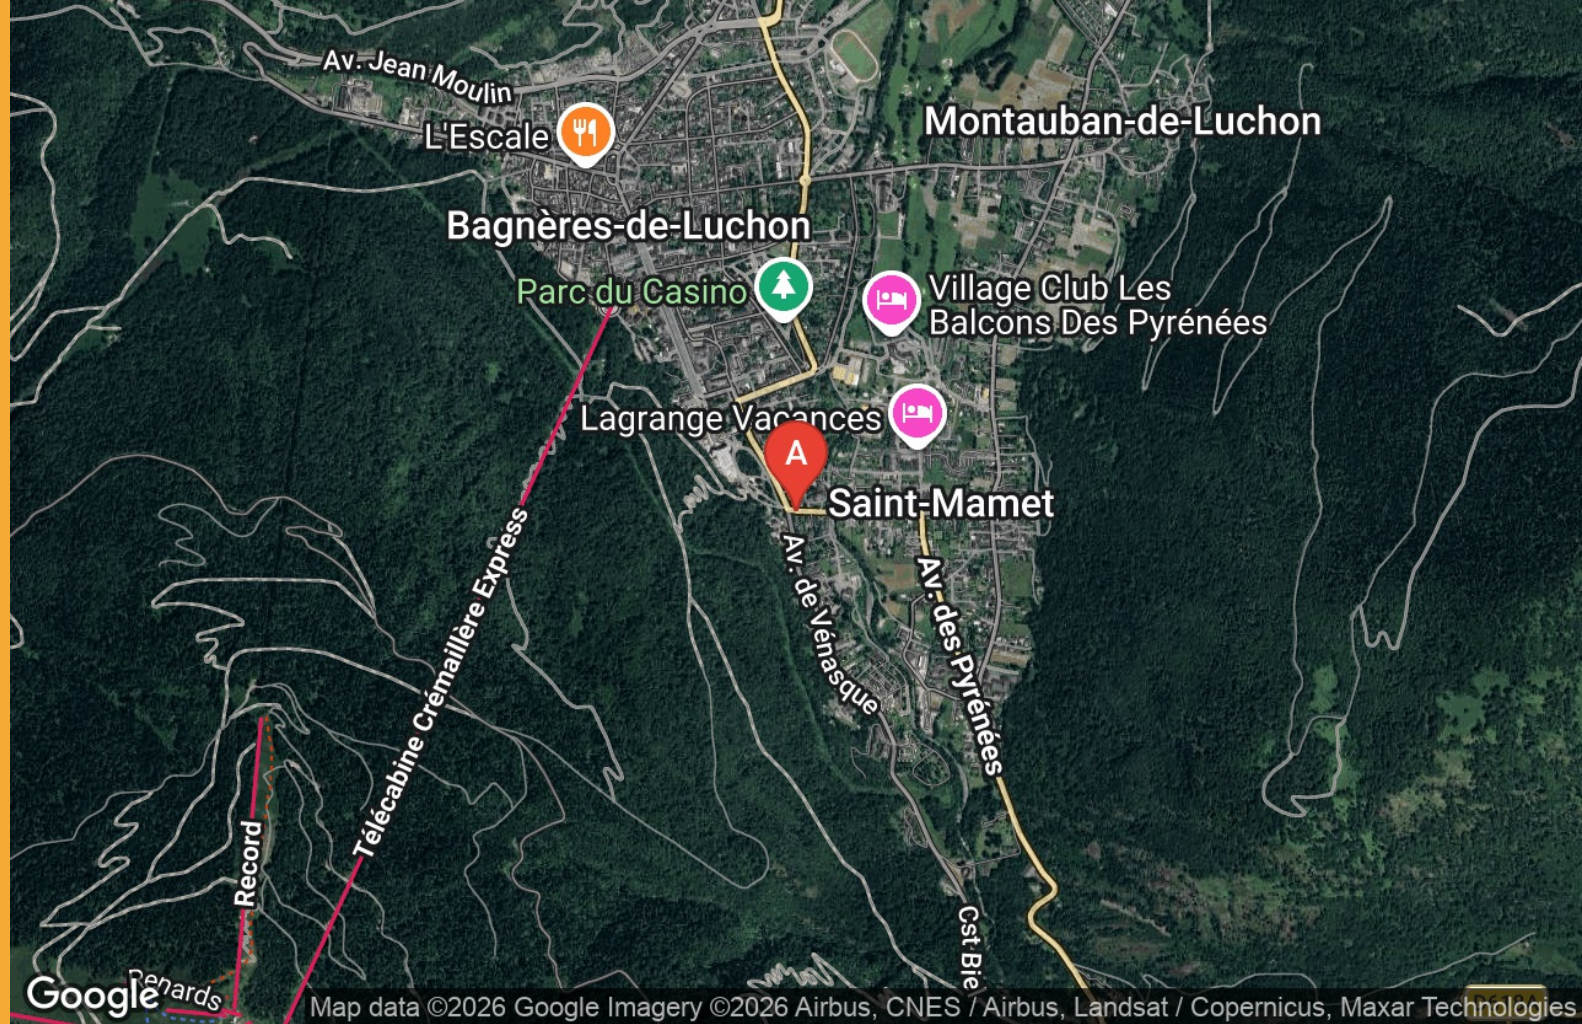 Av. Jean Moulin
L'Escale
Montauban-de-Luchon
Bagnères-de-Luchon
Parc du Casino
Village Club Les
Balcons Des Pyrénées
Lagrange Vacances
A
Saint-Mamet
Av. de Vénasque
Av. des Pyrénées
Télécabine Crémaillère Express
Record
Cst Bie
Renards
Google
Map data ©2026 Google Imagery ©2026 Airbus, CNES / Airbus, Landsat / Copernicus, Maxar Technologies